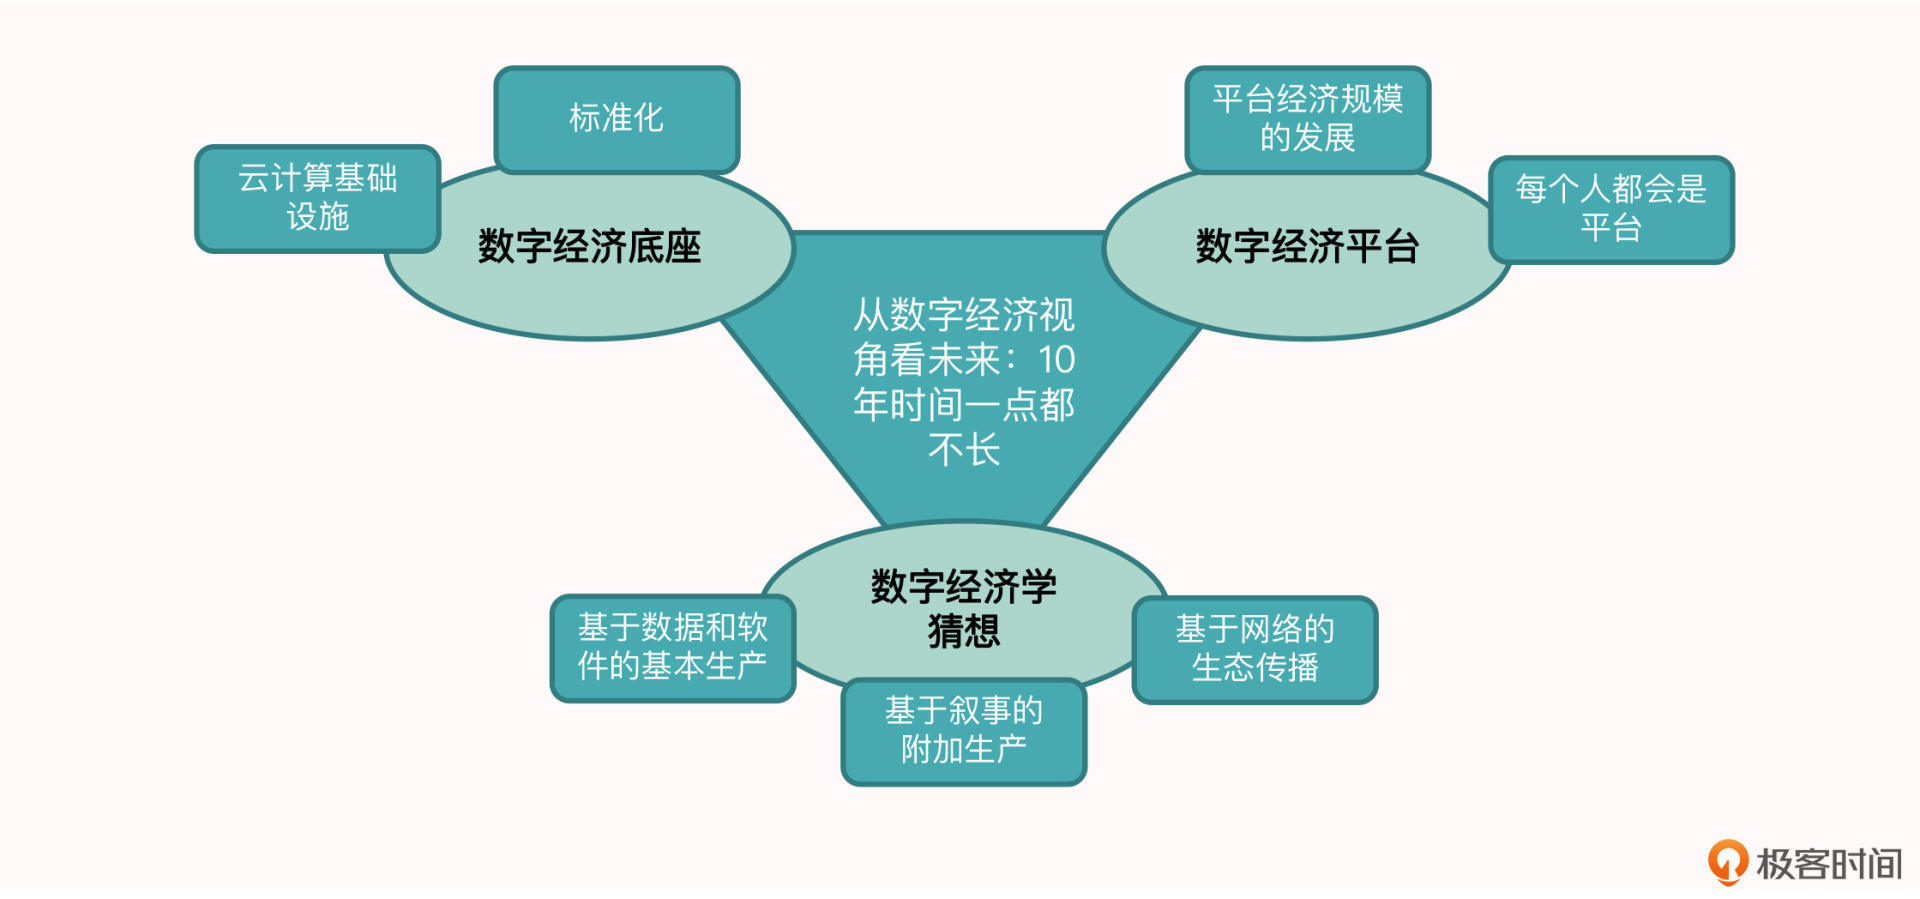 标准化
云计算基础
设施
数字经济底座
平台经济规模
的发展
每个人都会是
平台
数字经济平台
从数字经济视
角看未来：10
年时间一点都
不长
数字经济学
猜想
基于数据和软
件的基本生产
基于叙事的
附加生产
基于网络的
生态传播
极客时间